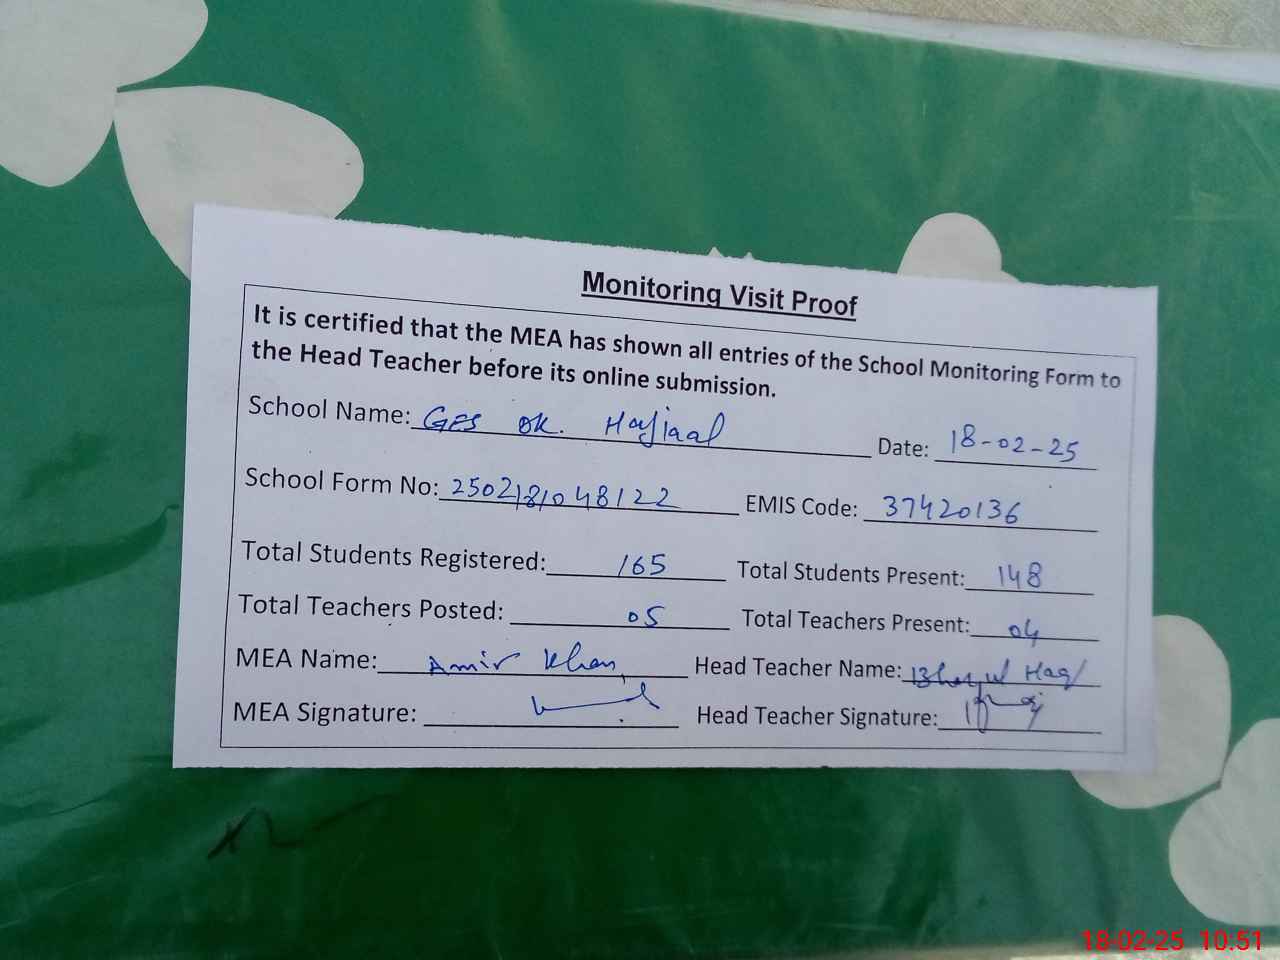 Monitoring Visit Proof
It is certified that the MEA has shown all entries of the School Monitoring Form to
the Head Teacher before its online submission.
School Name: GES DK. Hajiaal Date: 18-02-25
School Form No: 2502181048122 EMIS Code: 37420136
Total Students Registered: 165 Total Students Present: 148
Total Teachers Posted: 05 Total Teachers Present: 04
MEA Name: Amir Khan Head Teacher Name: Haq
MEA Signature: Head Teacher Signature:
18-02-25 10:51